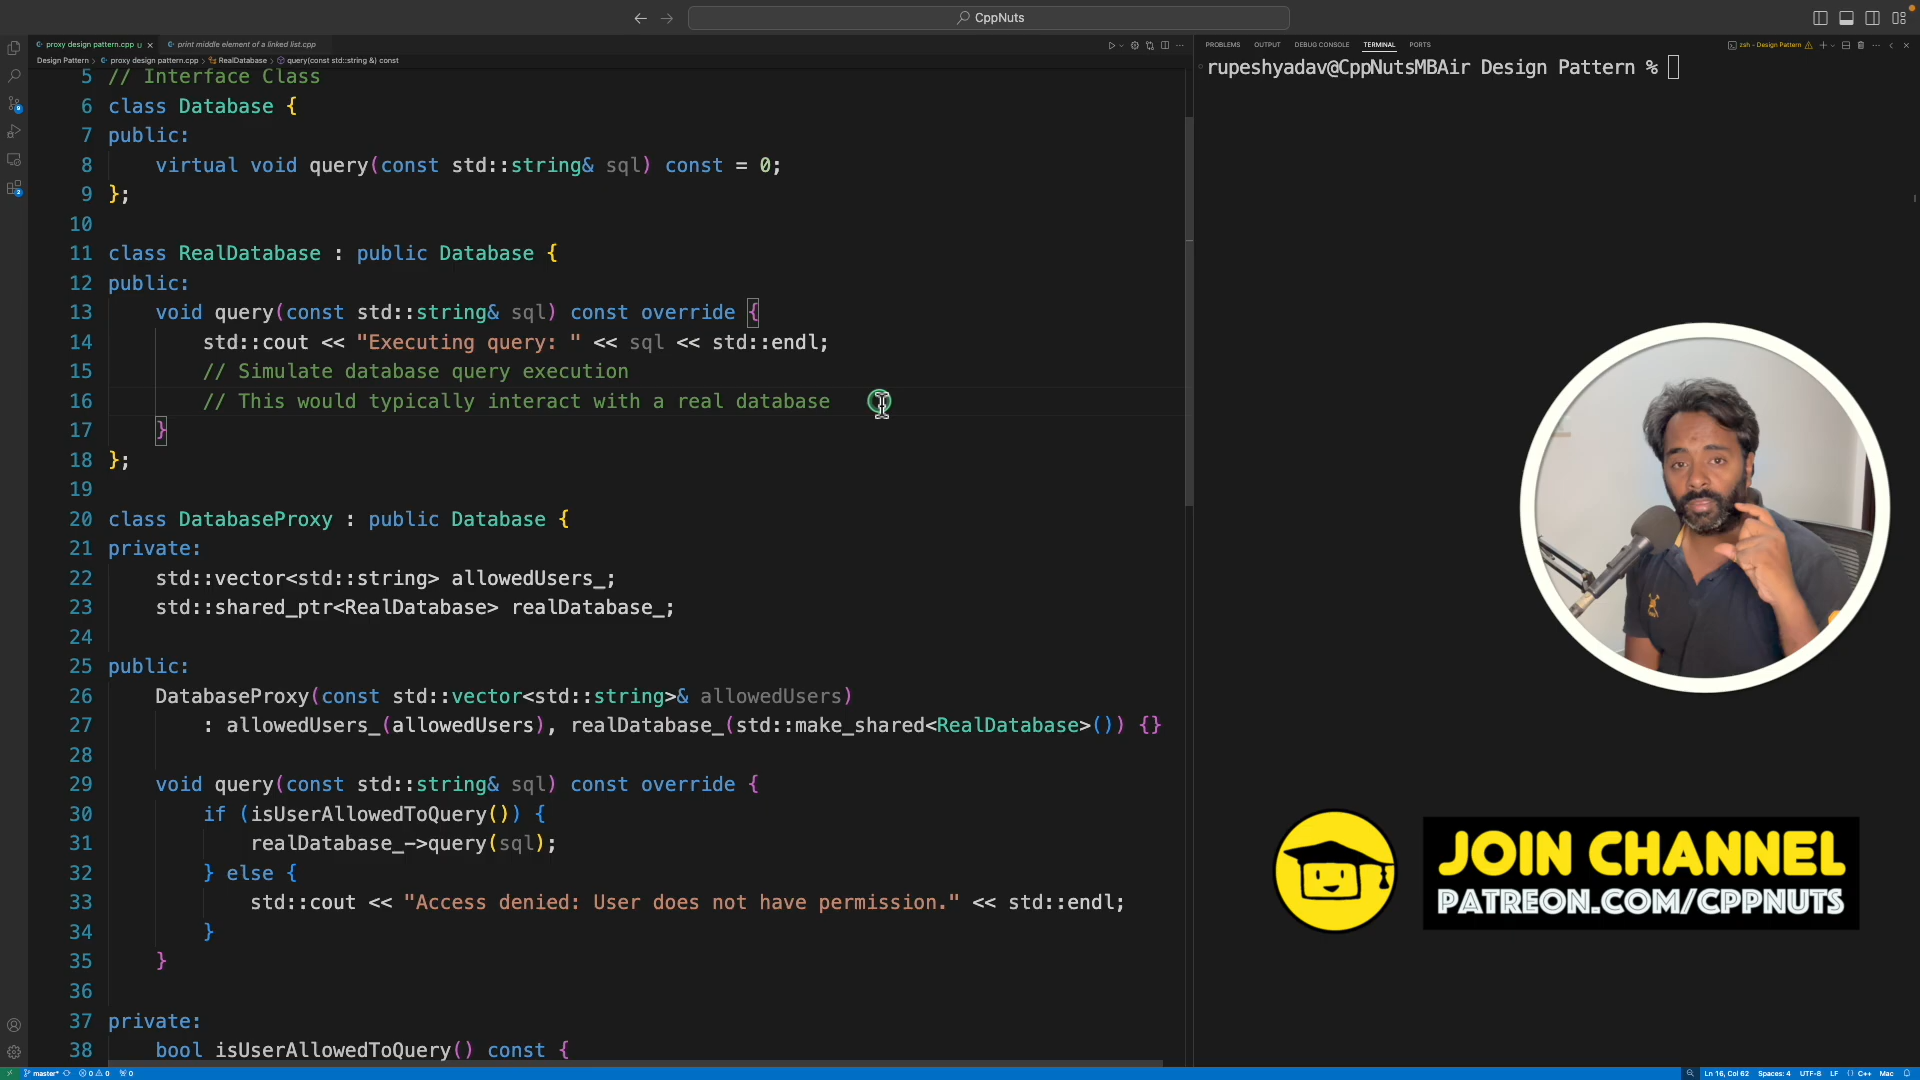 CppNuts
proxy design pattern.cpp U
print middle element of a linked list.cpp
Design Pattern > proxy design pattern.cpp > RealDatabase > query(const std::string &) const
5 // Interface Class
6 class Database {
7 public:
8 virtual void query(const std::string& sql) const = 0;
9 };
10
11 class RealDatabase : public Database {
12 public:
13 void query(const std::string& sql) const override {
14 std::cout << "Executing query: " << sql << std::endl;
15 // Simulate database query execution
16 // This would typically interact with a real database
17 }
18 };
19
20 class DatabaseProxy : public Database {
21 private:
22 std::vector<std::string> allowedUsers_;
23 std::shared_ptr<RealDatabase> realDatabase_;
24
25 public:
26 DatabaseProxy(const std::vector<std::string>& allowedUsers)
27 : allowedUsers_(allowedUsers), realDatabase_(std::make_shared<RealDatabase>()) {}
28
29 void query(const std::string& sql) const override {
30 if (isUserAllowedToQuery()) {
31 realDatabase_->query(sql);
32 } else {
33 std::cout << "Access denied: User does not have permission." << std::endl;
34 }
35 }
36
37 private:
38 bool isUserAllowedToQuery() const {
PROBLEMS OUTPUT DEBUG CONSOLE TERMINAL PORTS
zsh - Design Pattern
rupeshyadav@CppNutsMBAir Design Pattern %
JOIN CHANNEL
PATREON.COM/CPPNUTS
master* 0 0 0
Ln 16, Col 62 Spaces: 4 UTF-8 LF {} C++ Mac